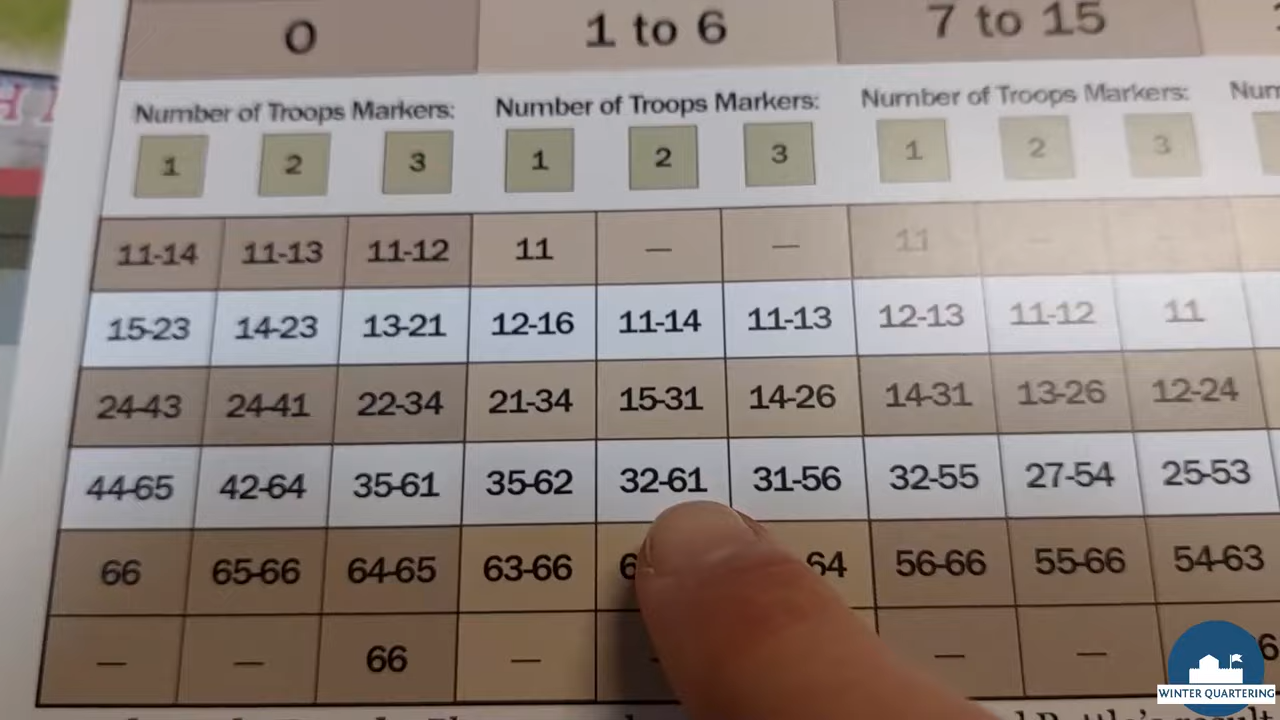 0 1 to 6 7 to 15
Number of Troops Markers: Number of Troops Markers: Number of Troops Markers:
1 2 3 1 2 3 1 2 3
11-14 11-13 11-12 11 — — 11 — —
15-23 14-23 13-21 12-16 11-14 11-13 12-13 11-12 11
24-43 24-41 22-34 21-34 15-31 14-26 14-31 13-26 12-24
44-65 42-64 35-61 35-62 32-61 31-56 32-55 27-54 25-53
66 65-66 64-65 63-66 64 56-66 55-66 54-63
— — 66 — — — —
WINTER QUARTERING